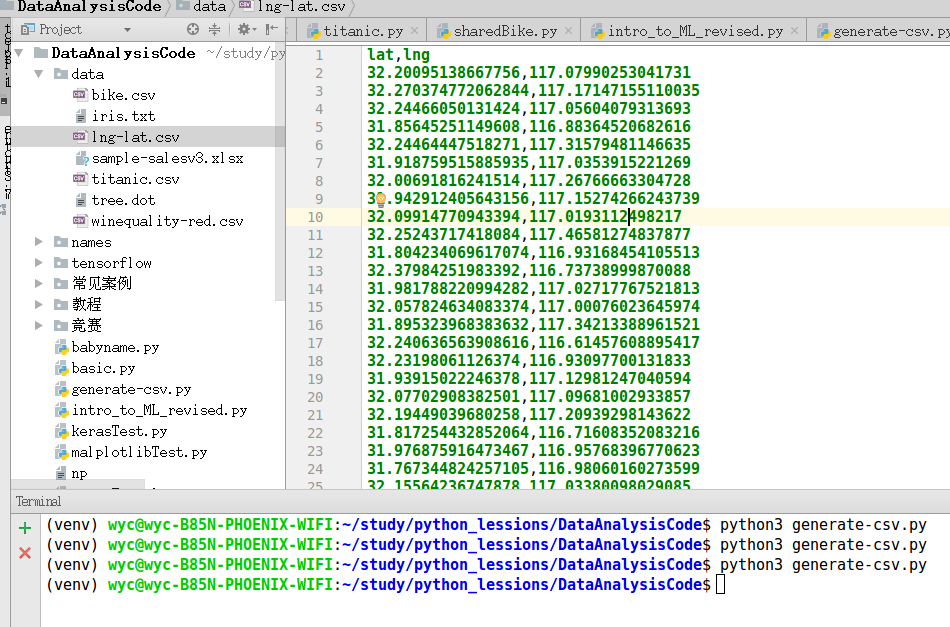 DataAnalysisCode data lng-lat.csv
Project
titanic.py sharedBike.py intro_to_ML_revised.py generate-csv.py
DataAnalysisCode ~/study/py
data
bike.csv
iris.txt
lng-lat.csv
sample-salesv3.xlsx
titanic.csv
tree.dot
winequality-red.csv
names
tensorflow
常见案例
教程
竞赛
babyname.py
basic.py
generate-csv.py
intro_to_ML_revised.py
kerasTest.py
malplotlibTest.py
np
1 lat,lng
2 32.20095138667756,117.07990253041731
3 32.270374772062844,117.17147155110035
4 32.24466050131424,117.05604079313693
5 31.85645251149608,116.88364520682616
6 32.24464447518271,117.31579481146635
7 31.91875951588 5935,117.0353915221269
8 32.00691816241514,117.26766663304728
9 .942912405643156,117.15274266243739
10 32.09914770943394,117.0193112498217
11 32.25243717418084,117.46581274837877
12 31.804234069617074,116.93168454105513
13 32.37984251983392,116.73738999870088
14 31.981788220994282,117.02717767521813
15 32.057824634083374,117.00076023645974
16 31.895323968383632,117.34213388961521
17 32.240636563908616,116.61457608895417
18 32.23198061126374,116.93097700131833
19 31.93915022246378,117.12981247040594
20 32.07702908382501,117.09681002933857
21 32.19449039680258,117.20939298143622
22 31.817254432852064,116.71608352083216
23 31.976875916473467,116.95768396770623
24 31.767344824257105,116.98060160273599
25 32.15564236747878,117.03380098029085
Terminal
(venv) wyc@wyc-B85N-PHOENIX-WIFI:~/study/python_lessions/DataAnalysisCode$ python3 generate-csv.py
(venv) wyc@wyc-B85N-PHOENIX-WIFI:~/study/python_lessions/DataAnalysisCode$ python3 generate-csv.py
(venv) wyc@wyc-B85N-PHOENIX-WIFI:~/study/python_lessions/DataAnalysisCode$ python3 generate-csv.py
(venv) wyc@wyc-B85N-PHOENIX-WIFI:~/study/python_lessions/DataAnalysisCode$